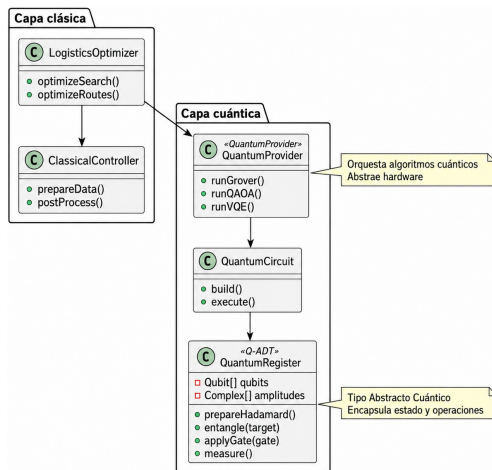 Capa clásica
C LogisticsOptimizer
optimizeSearch()
optimizeRoutes()
C ClassicalController
prepareData()
postProcess()
Capa cuántica
«QuantumProvider»
C QuantumProvider
runGrover()
runQAOA()
runVQE()
Orquesta algoritmos cuánticos
Abstrae hardware
C QuantumCircuit
build()
execute()
«Q-ADT»
C QuantumRegister
Qubit[] qubits
Complex[] amplitudes
prepareHadamard()
entangle(target)
applyGate(gate)
measure()
Tipo Abstracto Cuántico
Encapsula estado y operaciones